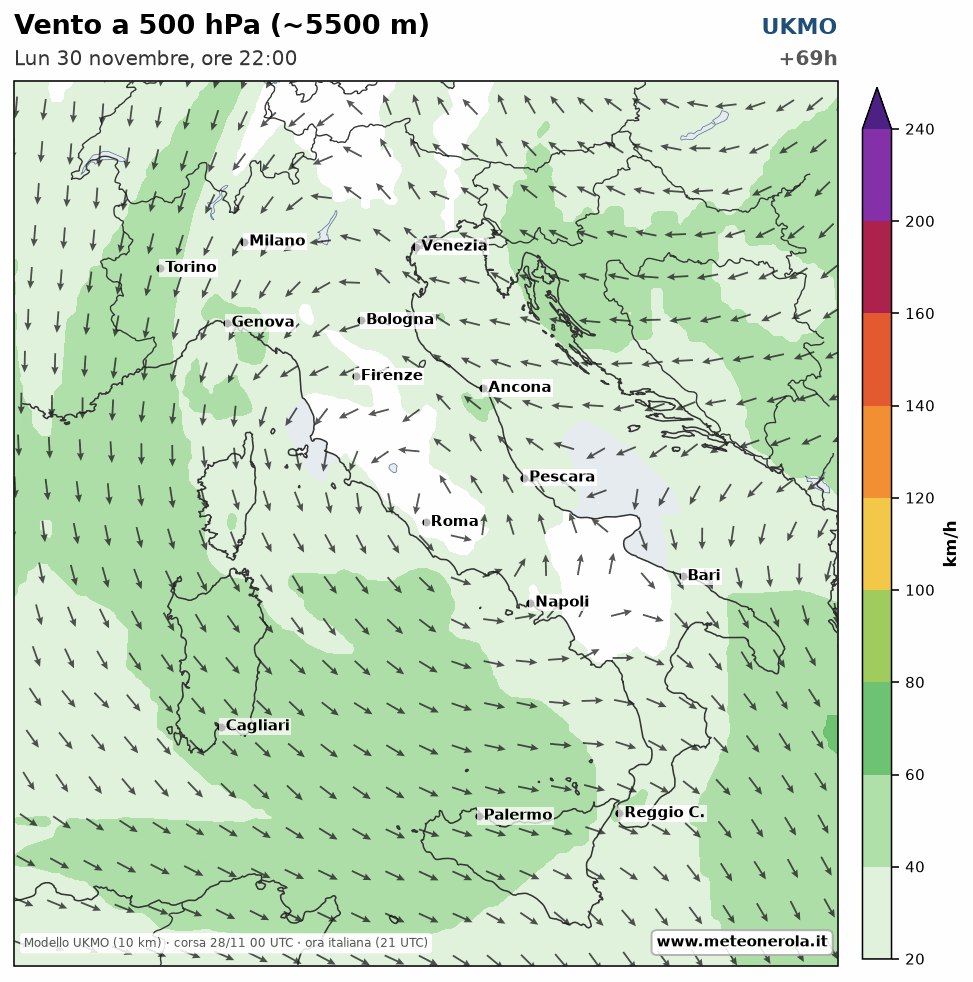 Vento a 500 hPa (~5500 m)
UKMO
Lun 30 novembre, ore 22:00
+69h
240
200
160
140
120
100
80
60
40
20
km/h
Milano
Venezia
Torino
Genova
Bologna
Firenze
Ancona
Pescara
Roma
Bari
Napoli
Cagliari
Palermo
Reggio C.
Modello UKMO (10 km) · corsa 28/11 00 UTC · ora italiana (21 UTC)
www.meteonerola.it